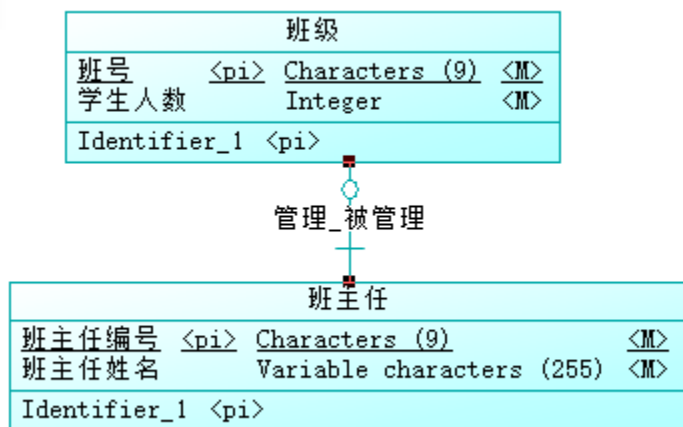 班级
班号 <pi> Characters (9) <M>
学生人数 Integer <M>
Identifier_1 <pi>
管理_被管理
班主任
班主任编号 <pi> Characters (9) <M>
班主任姓名 Variable characters (255) <M>
Identifier_1 <pi>